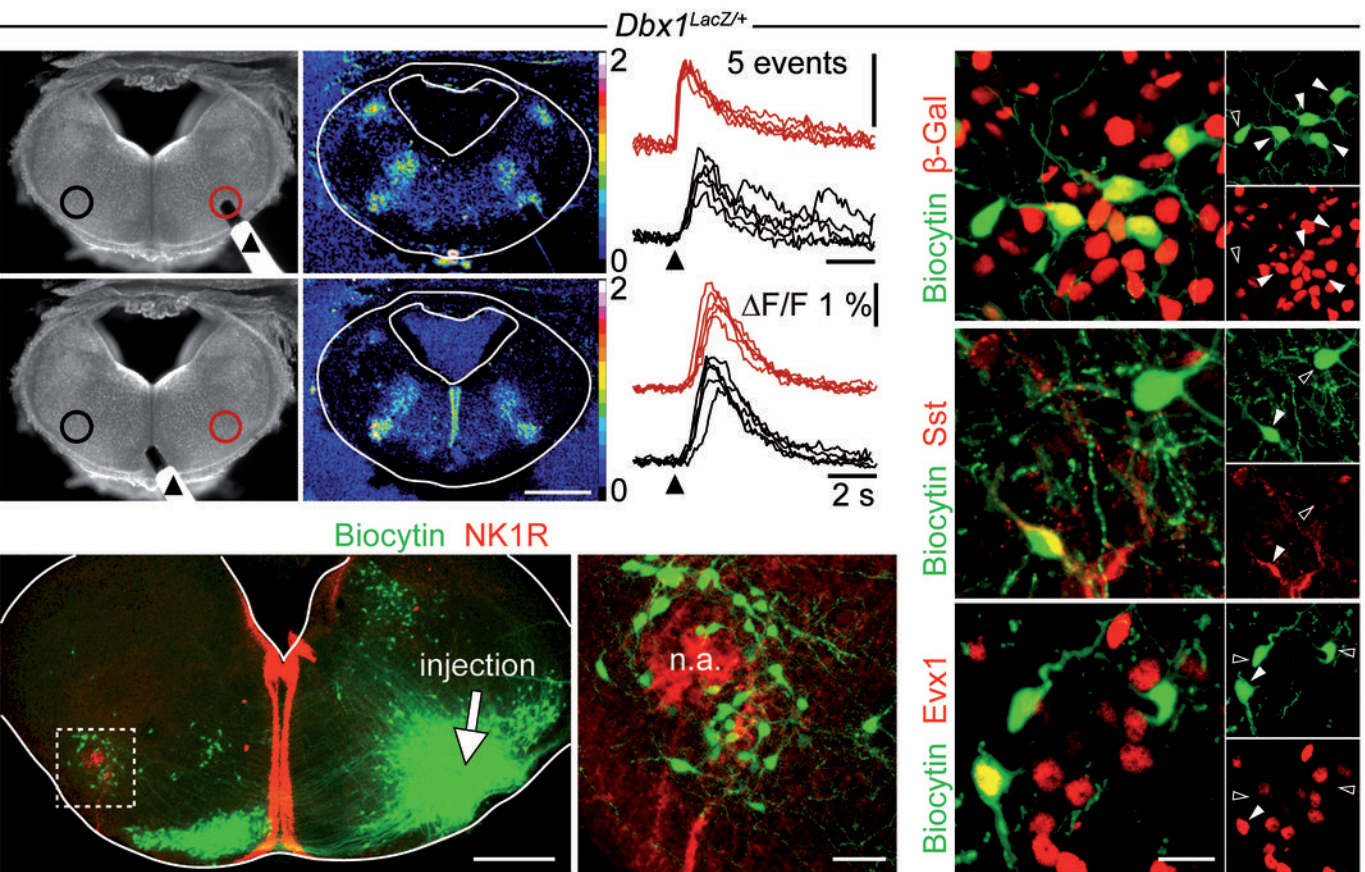 Dbx1LacZ/+
2
0
5 events
2
0
ΔF/F 1 %
2 s
Biocytin NK1R
injection
n.a.
Biocytin β-Gal
Biocytin Sst
Biocytin Evx1